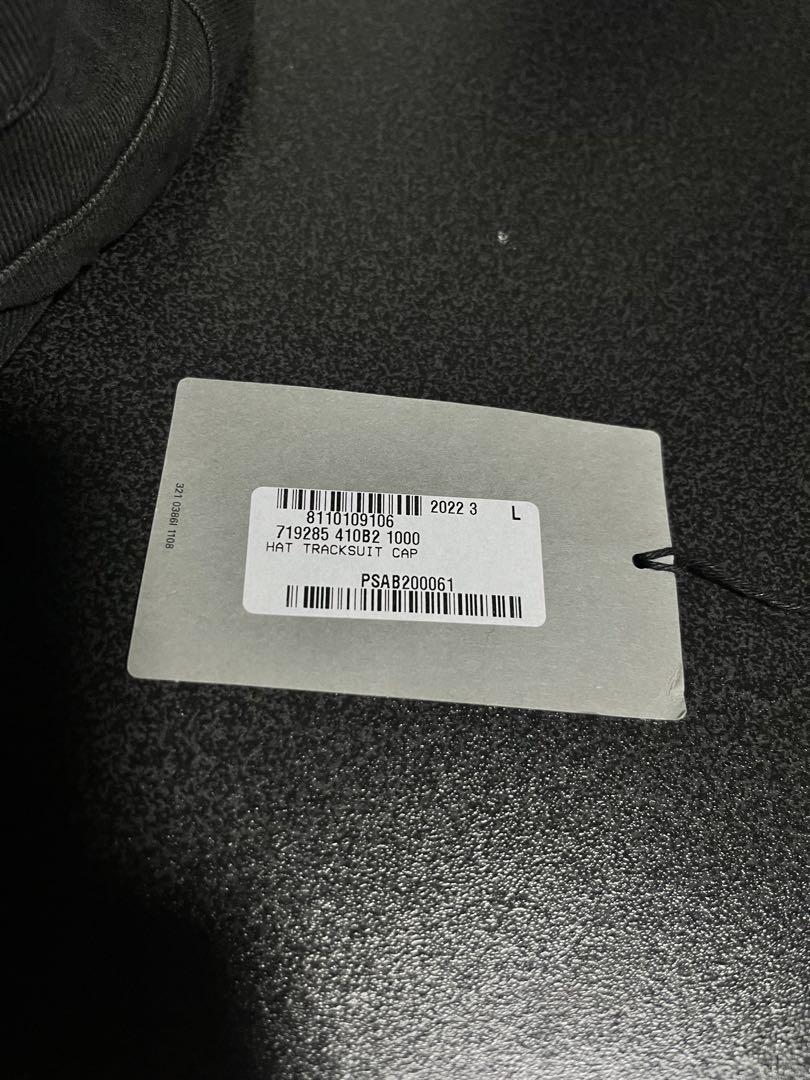 2022 3 L
8110109106
719285 410B2 1000
HAT TRACKSUIT CAP
PSAB200061
321 03861 1108